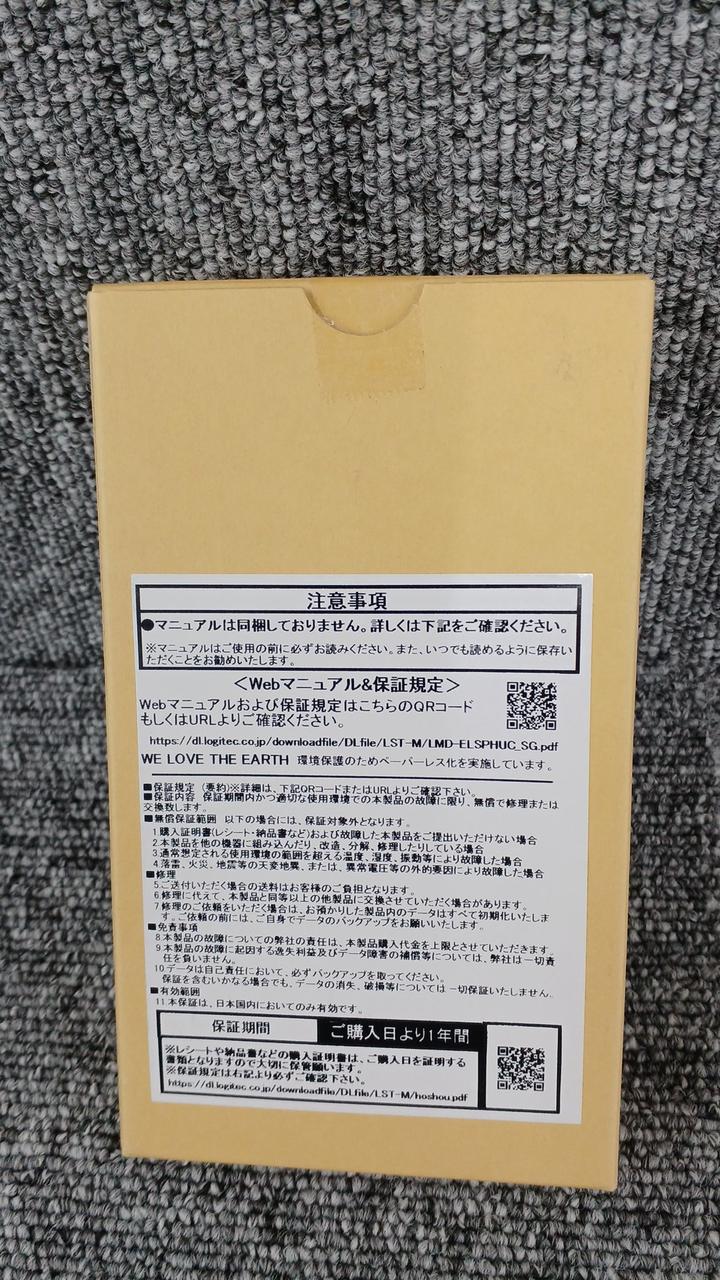 注意事項
●マニュアルは同梱しておりません。詳しくは下記をご確認ください。
※マニュアルはご使用の前に必ずお読みください。また、いつでも読めるように保存い
ただくことをお勧めいたします。
＜Webマニュアル&保証規定＞
Webマニュアルおよび保証規定はこちらのQRコード
もしくはURLよりご確認ください。
https://dl.logitec.co.jp/downloadfile/DLfile/LST-M/LMD-ELSPHUC_SG.pdf
WE LOVE THE EARTH 環境保護のためペーパーレス化を実施しています。
■保証規定（要約）※詳細は、下記QRコードまたはURLよりご確認下さい。
■保証内容 保証期間内かつ適切な使用環境での本製品の故障に限り、無償で修理または
交換致します。
■無償保証範囲 以下の場合には、保証対象外となります。
1.購入証明書(レシート・納品書など)および故障した本製品をご提出いただけない場合
2.本製品を他の機器に組み込んだり、改造、分解、修理したりしている場合
3.通常想定される使用環境の範囲を超える温度、湿度、振動等により故障した場合
4.落雷、火災、地震等の天変地異、または、異常電圧等の外的要因により故障した場合
■修理
5.ご送付いただく場合の送料はお客様のご負担となります。
6.修理に代えて、本製品と同等以上の他製品に交換させていただく場合があります。
7.修理のご依頼をいただく場合は、お預かりした製品内のデータはすべて初期化いたしま
す。ご依頼の前には、ご自身でデータのバックアップをお願いいたします。
■免責事項
8.本製品の故障についての弊社の責任は、本製品購入代金を上限とさせていただきます。
9.本製品の故障に起因する逸失利益及びデータ障害の補償等については、弊社は一切責
任を負いません。
10.データは自己責任において、必ずバックアップを取ってください。
保証を含むいかなる場合でも、データの消失、破損等については一切保証いたしません。
■有効範囲
11.本保証は、日本国内においてのみ有効です。
保証期間 ご購入日より1年間
※レシートや納品書などの購入証明書は、ご購入日を証明する
書類となりますので大切に保管願います。
※保証規定は右記より必ずご確認下さい。
https://dl.logitec.co.jp/downloadfile/DLfile/LST-M/hoshou.pdf